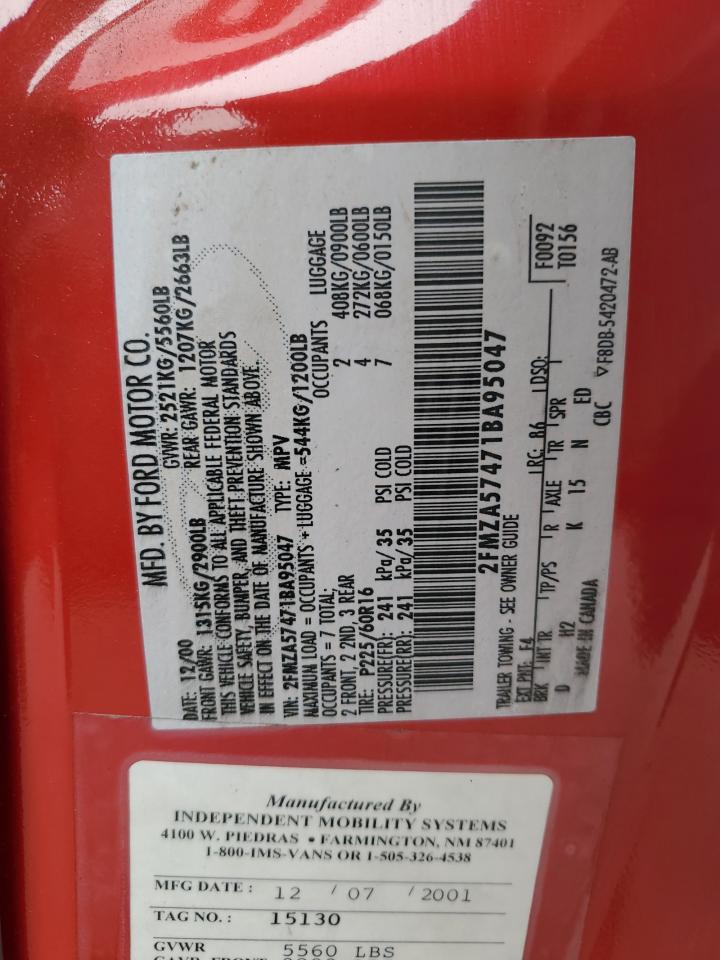 MFD. BY FORD MOTOR CO.
DATE: 12/00 GVWR: 2521KG/5560LB
FRONT GAWR: 1315KG/2900LB REAR GAWR: 1207KG/2663LB
THIS VEHICLE CONFORMS TO ALL APPLICABLE FEDERAL MOTOR
VEHICLE SAFETY, BUMPER, AND THEFT PREVENTION STANDARDS
IN EFFECT ON THE DATE OF MANUFACTURE SHOWN ABOVE.
VIN: 2FMZA57471BA95047 TYPE: MPV
MAXIMUM LOAD = OCCUPANTS + LUGGAGE =544KG/1200LB
OCCUPANTS = 7 TOTAL; OCCUPANTS LUGGAGE
2 FRONT, 2 2ND, 3 REAR 2 408KG/0900LB
TIRE: P225/60R16 4 272KG/0600LB
PRESSURE(FR): 241 kPa/35 PSI COLD 7 068KG/0150LB
PRESSURE(RR): 241 kPa/35 PSI COLD
2FMZA57471BA95047
TRAILER TOWING - SEE OWNER GUIDE
EXT PNT: E4 RC: 86 DSO: F0092
BRK INT TR TP/PS R AXLE TR SPR T0156
D H2 K 15 N ED
MADE IN CANADA CBC ▽F8DB-5420472-AB
Manufactured By
INDEPENDENT MOBILITY SYSTEMS
4100 W. PIEDRAS • FARMINGTON, NM 87401
1-800-IMS-VANS OR 1-505-326-4538
MFG DATE : 12 / 07 / 2001
TAG NO. : 15130
GVWR 5560 LBS